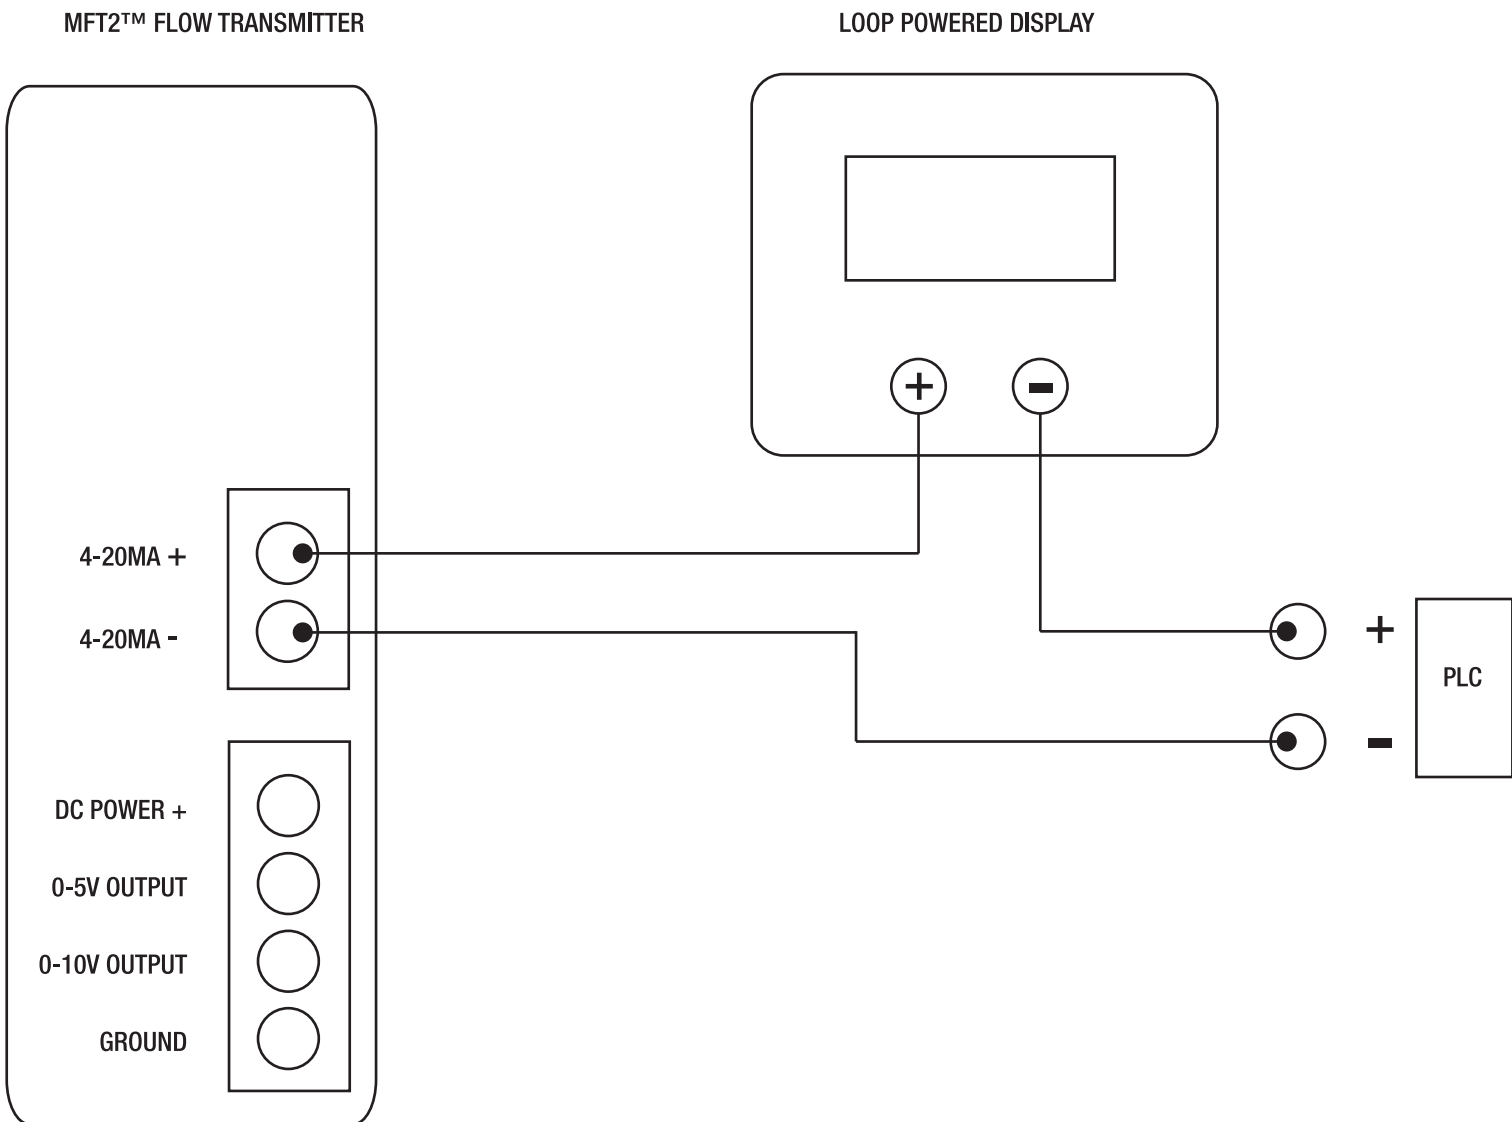 MFT2™ FLOW TRANSMITTER
LOOP POWERED DISPLAY
+ -
4-20MA +
4-20MA -
+
PLC
-
DC POWER +
0-5V OUTPUT
0-10V OUTPUT
GROUND